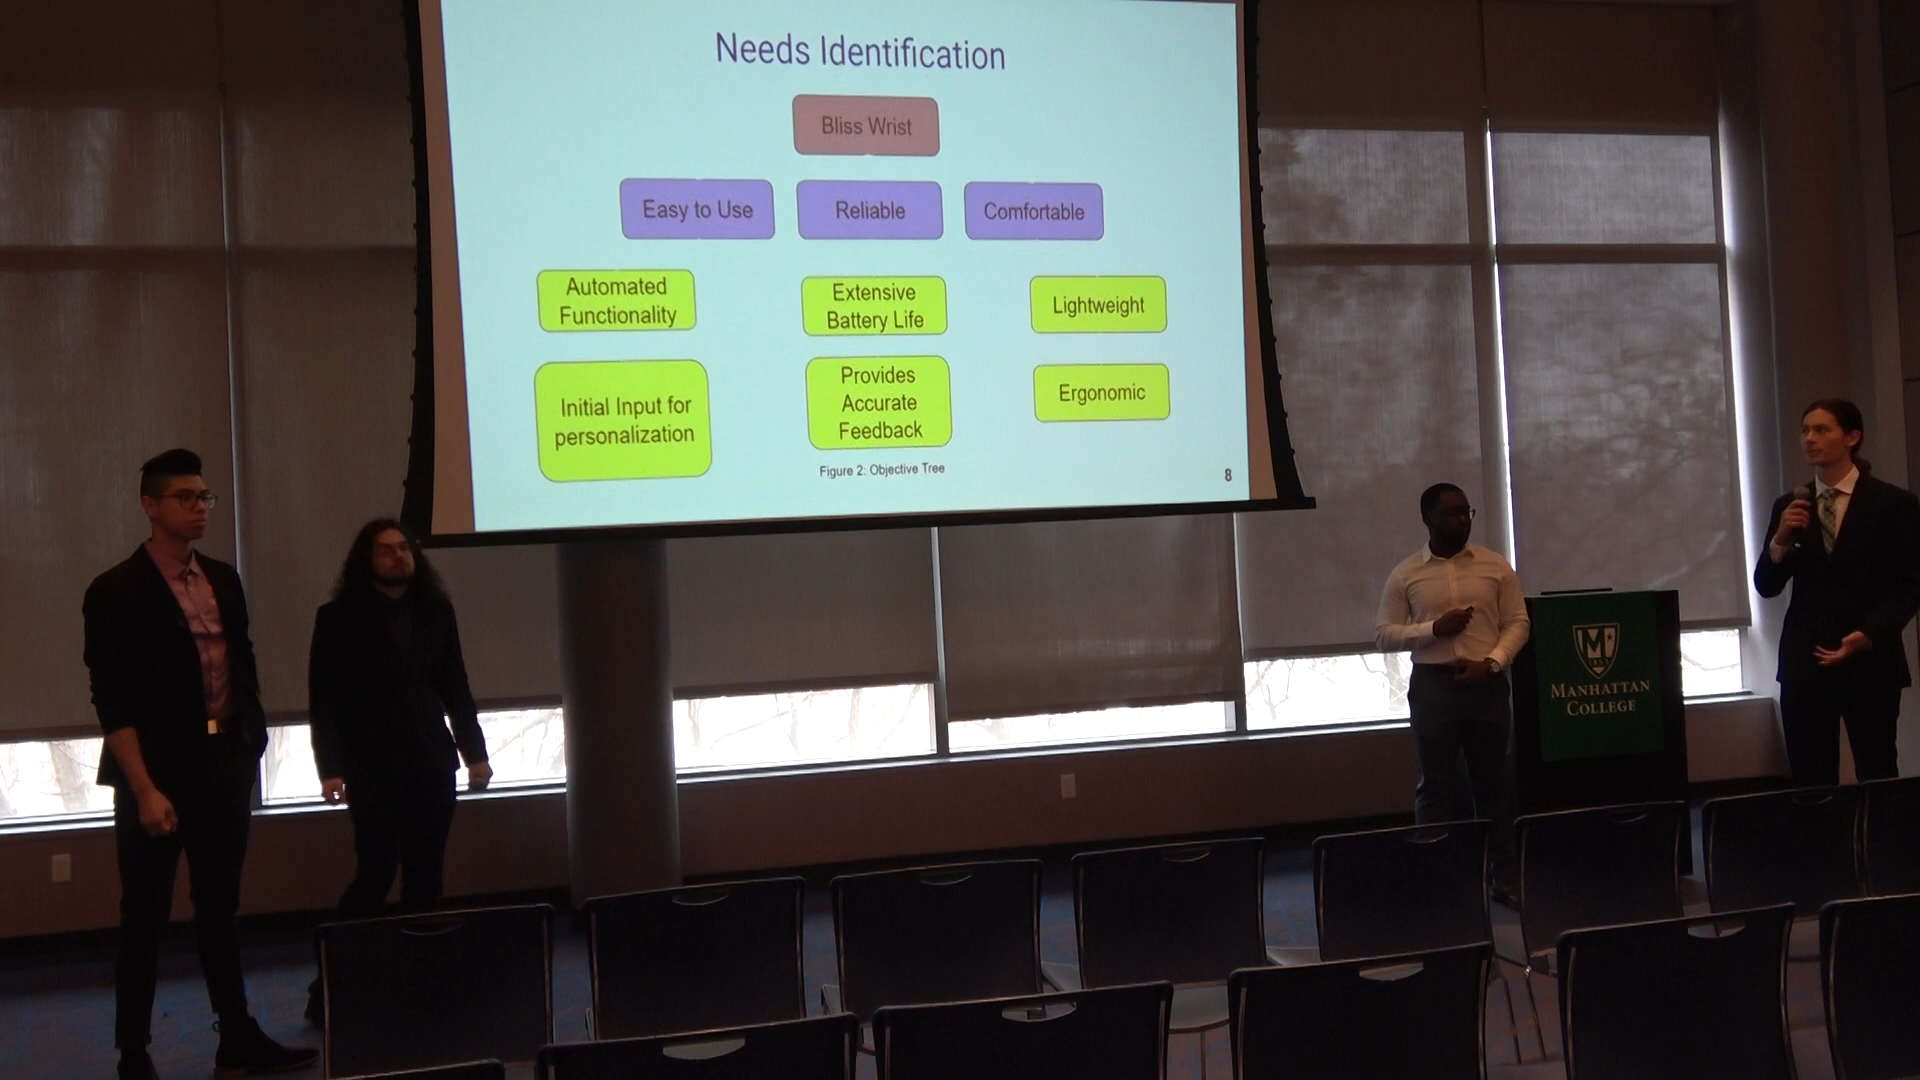 Needs Identification
Bliss Wrist
Easy to Use
Reliable
Comfortable
Automated
Functionality
Extensive
Battery Life
Lightweight
Initial Input for
personalization
Provides
Accurate
Feedback
Ergonomic
Figure 2: Objective Tree
8
M
1853
MANHATTAN
COLLEGE